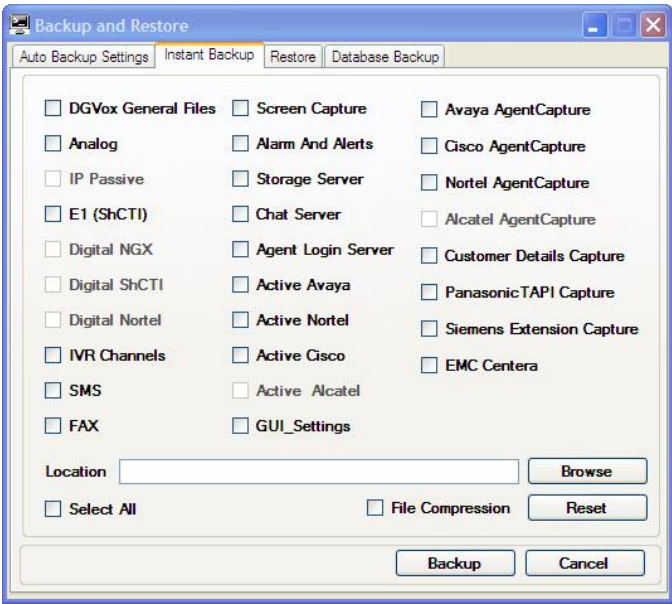 Backup and Restore
Auto Backup Settings Instant Backup Restore Database Backup
DGVox General Files Screen Capture Avaya AgentCapture
Analog Alarm And Alerts Cisco AgentCapture
IP Passive Storage Server Nortel AgentCapture
E1 (ShCTI) Chat Server Alcatel AgentCapture
Digital NGX Agent Login Server Customer Details Capture
Digital ShCTI Active Avaya PanasonicTAPI Capture
Digital Nortel Active Nortel Siemens Extension Capture
IVR Channels Active Cisco EMC Centera
SMS Active Alcatel
FAX GUI_Settings
Location Browse
Select All File Compression Reset
Backup Cancel